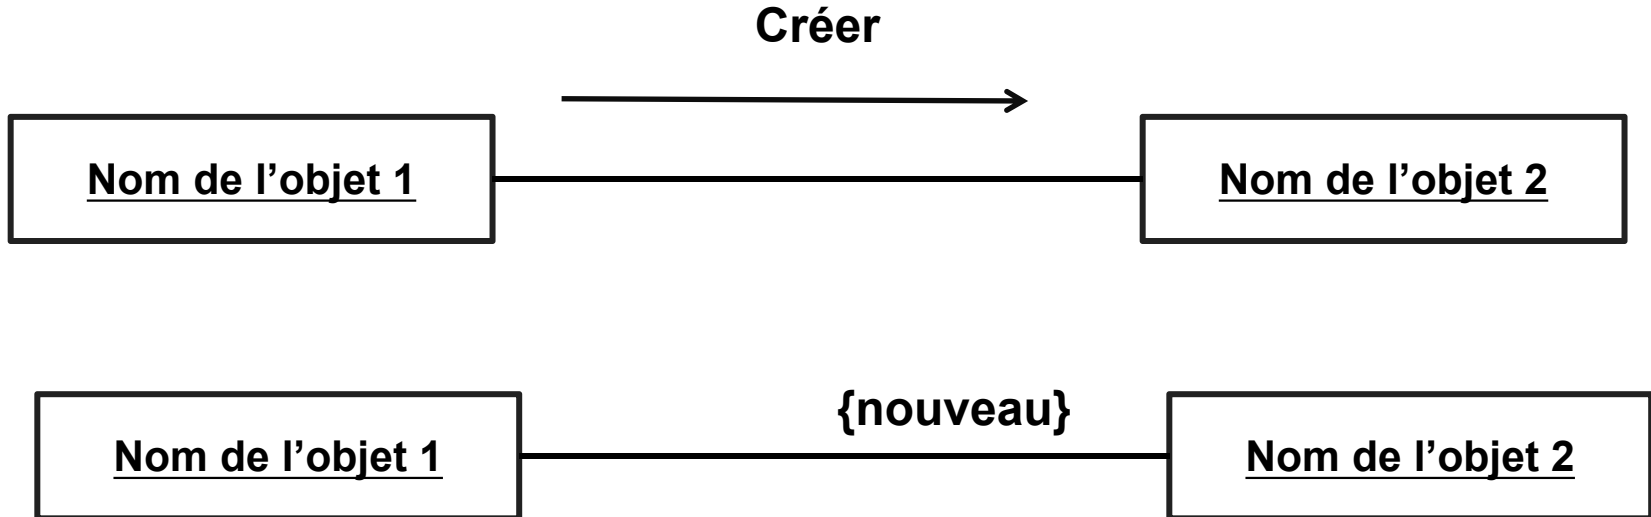 Créer
Nom de l’objet 1
Nom de l’objet 2
{nouveau}
Nom de l’objet 1
Nom de l’objet 2